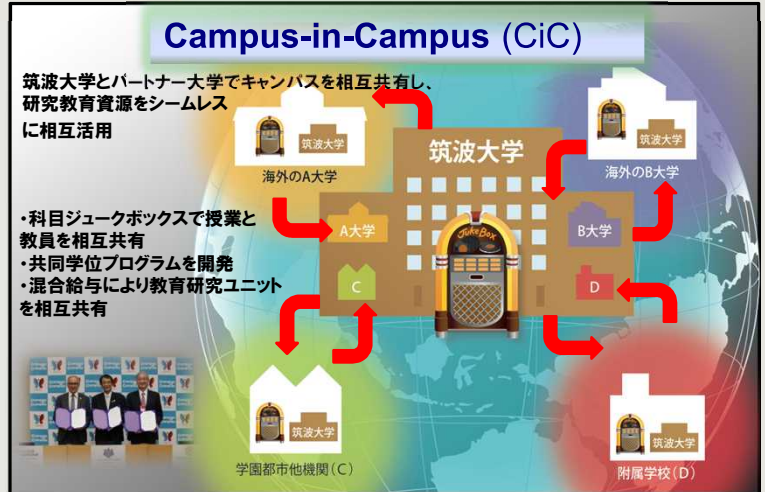 Campus-in-Campus (CiC)
筑波大学とパートナー大学でキャンパスを相互共有し、
研究教育資源をシームレス
に相互活用
筑波大学
海外のA大学
筑波大学
筑波大学
海外のB大学
・科目ジュークボックスで授業と
教員を相互共有
・共同学位プログラムを開発
・混合給与により教育研究ユニット
を相互共有
A大学
B大学
JukeBox
C
D
筑波大学
学園都市他機関(C)
筑波大学
附属学校(D)